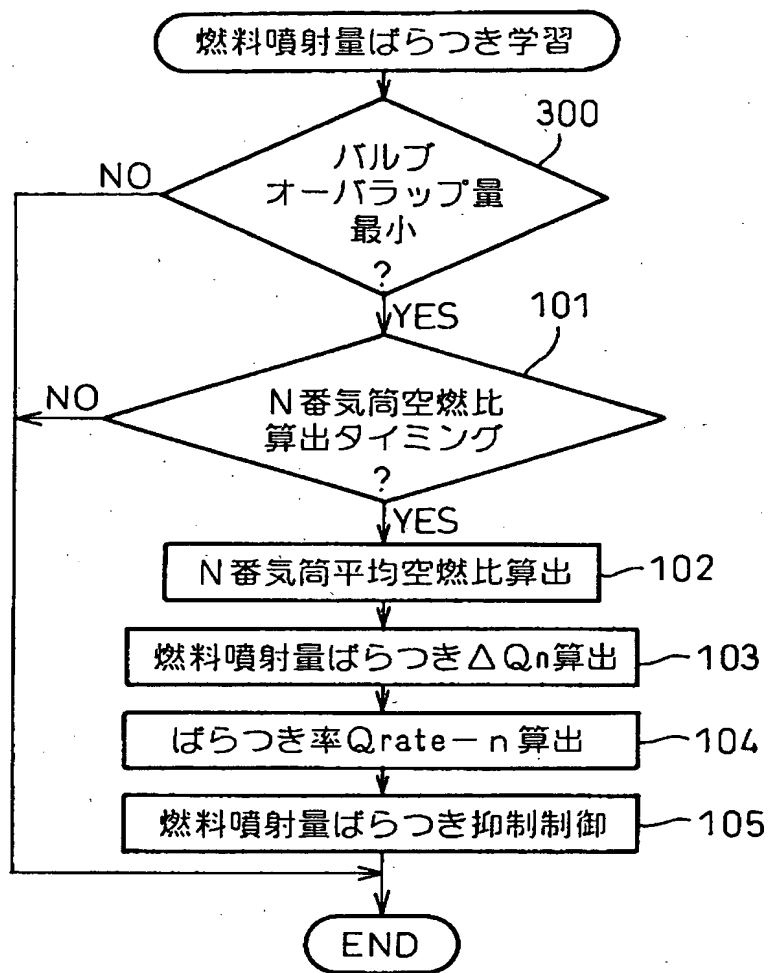 燃料噴射量ばらつき学習
300
バルブ
オーバラップ量
最小
?
NO
YES
101
N番気筒空燃比
算出タイミング
?
NO
YES
N番気筒平均空燃比算出
102
燃料噴射量ばらつき△Qn算出
103
ばらつき率Qrate−n算出
104
燃料噴射量ばらつき抑制制御
105
END